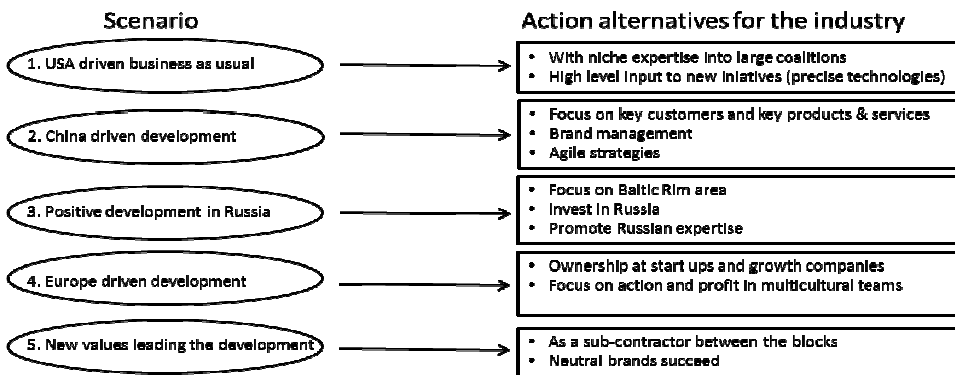 Scenario
Action alternatives for the industry
1. USA driven business as usual
• With niche expertise into large coalitions
• High level input to new iniatives (precise technologies)
2. China driven development
• Focus on key customers and key products & services
• Brand management
• Agile strategies
3. Positive development in Russia
• Focus on Baltic Rim area
• Invest in Russia
• Promote Russian expertise
4. Europe driven development
• Ownership at start ups and growth companies
• Focus on action and profit in multicultural teams
5. New values leading the development
• As a sub-contractor between the blocks
• Neutral brands succeed